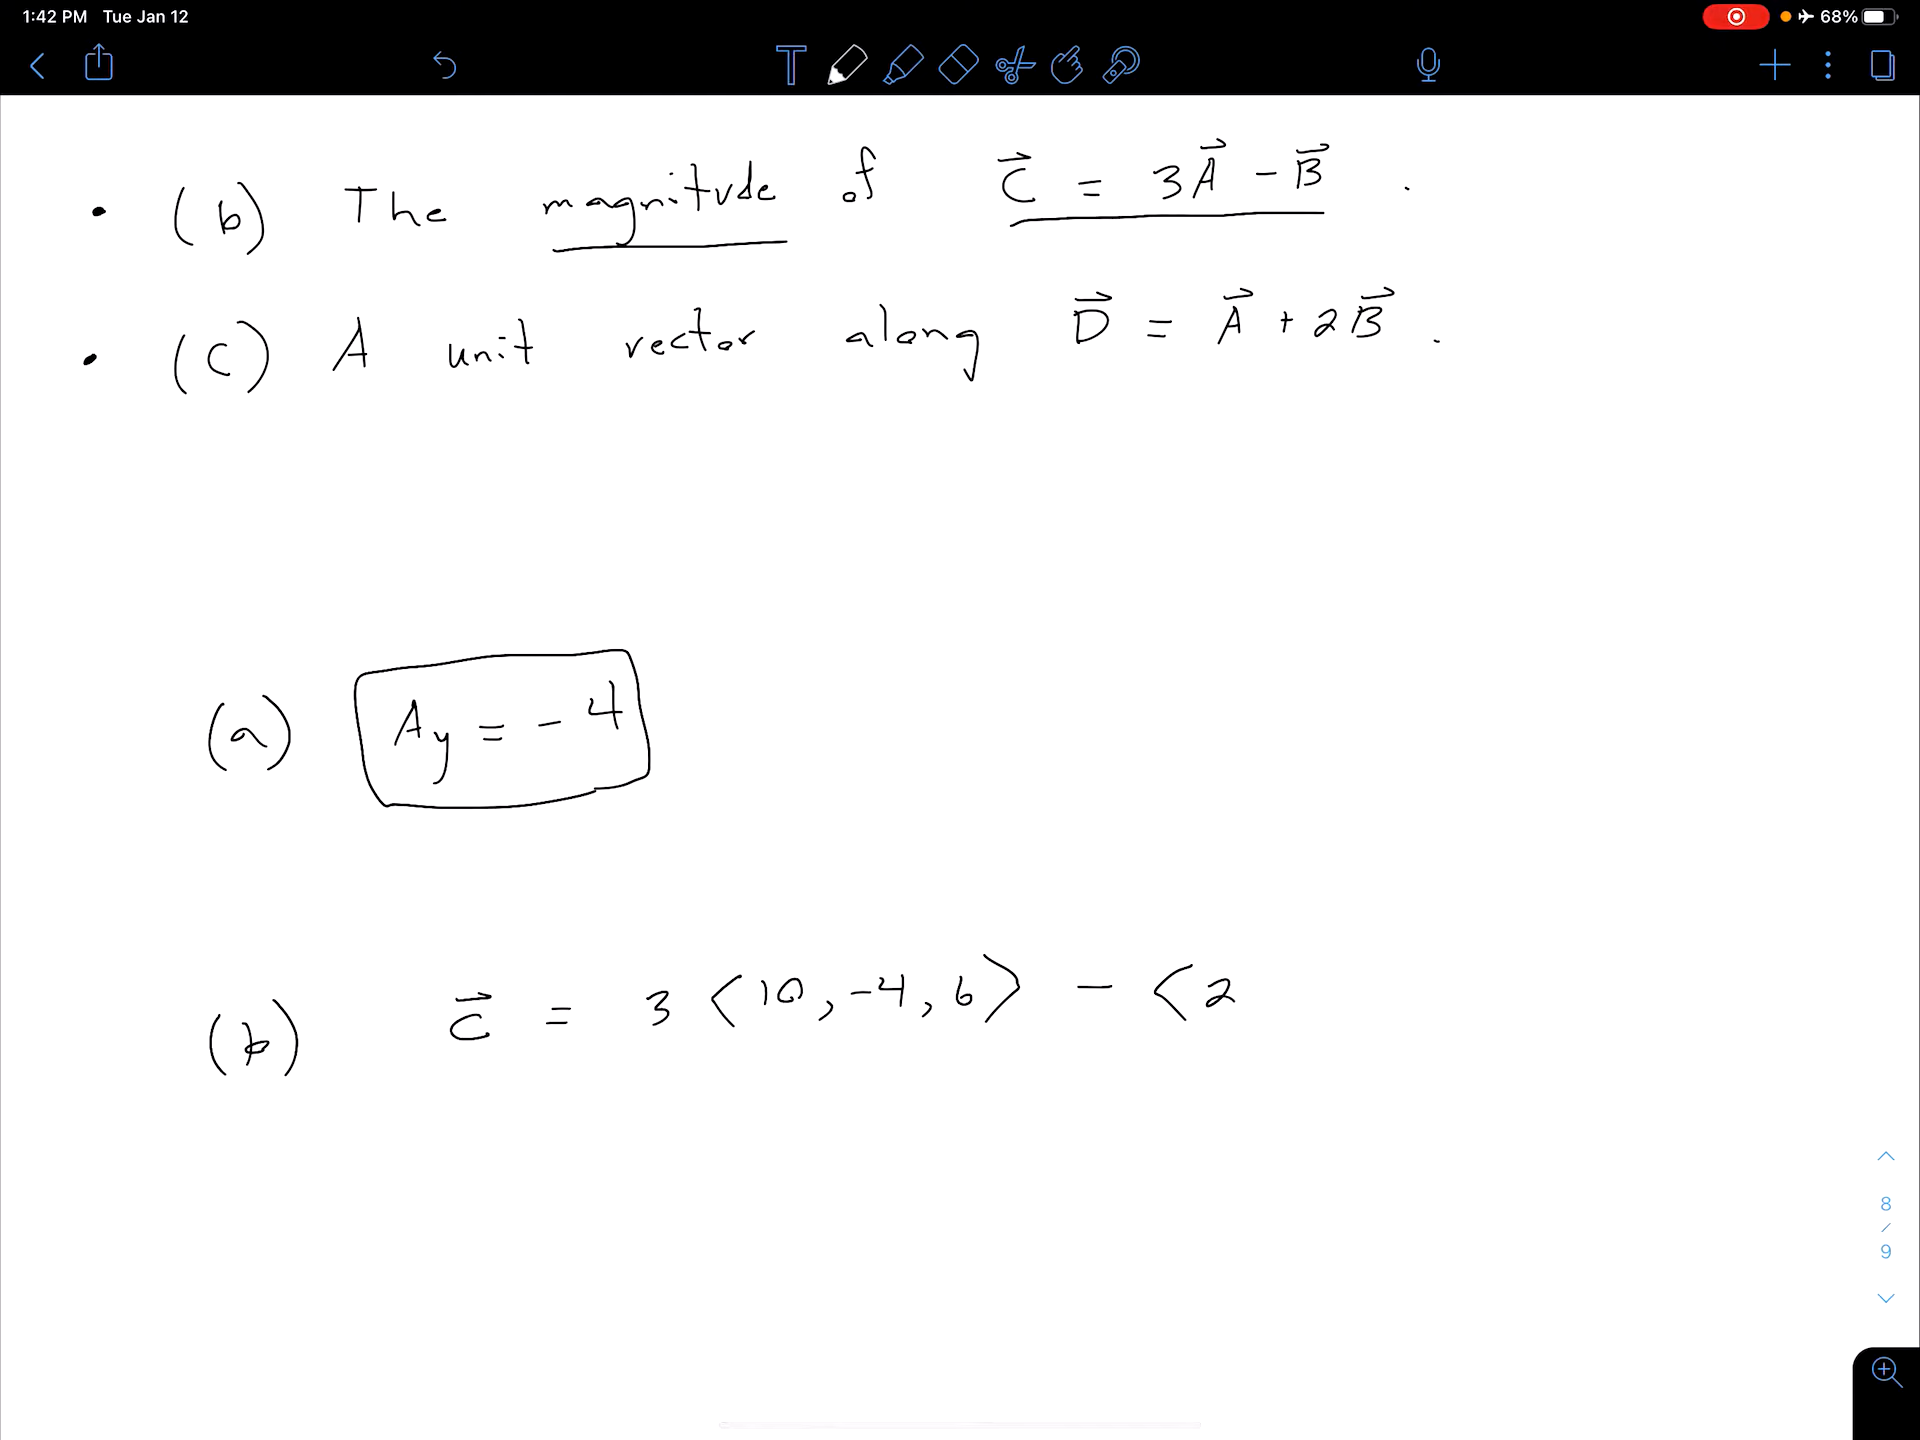 1:42 PM Tue Jan 12
68%
• (b) The magnitude of C⃗ = 3A⃗ - B⃗ .
• (c) A unit vector along D⃗ = A⃗ + 2B⃗ .
(a) Ay = - 4
(b) C⃗ = 3 ⟨10, -4, 6⟩ - ⟨2
8
/
9